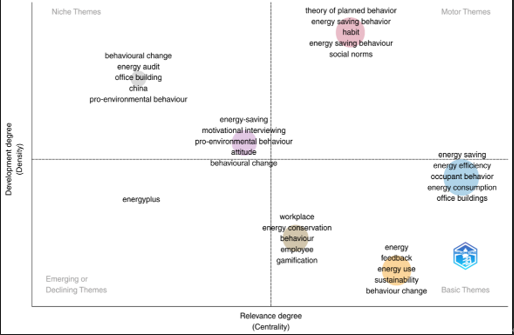 Niche Themes
Motor Themes
theory of planned behavior
energy saving behavior
habit
energy saving behaviour
social norms
behavioural change
energy audit
office building
china
pro-environmental behaviour
energy-saving
motivational interviewing
pro-environmental behaviour
attitude
behavioural change
energy saving
energy efficiency
occupant behavior
energy consumption
office buildings
energyplus
workplace
energy conservation
behaviour
employee
gamification
energy
feedback
energy use
sustainability
behaviour change
Emerging or
Declining Themes
Basic Themes
Development degree
(Density)
Relevance degree
(Centrality)